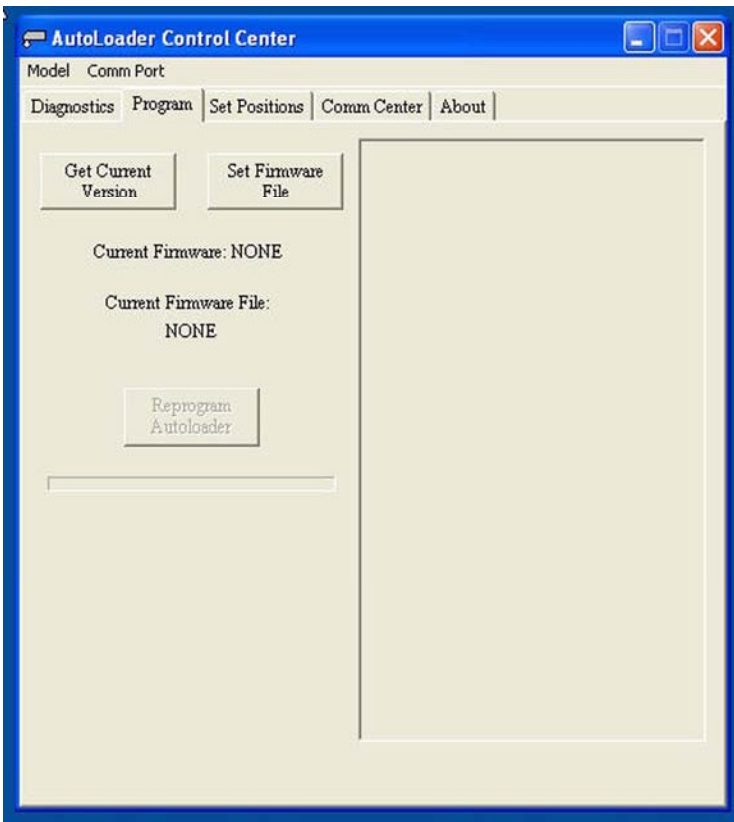 AutoLoader Control Center
Model Comm Port
Diagnostics Program Set Positions Comm Center About
Get Current
Version
Set Firmware
File
Current Firmware: NONE
Current Firmware File:
NONE
Reprogram
Autoloader